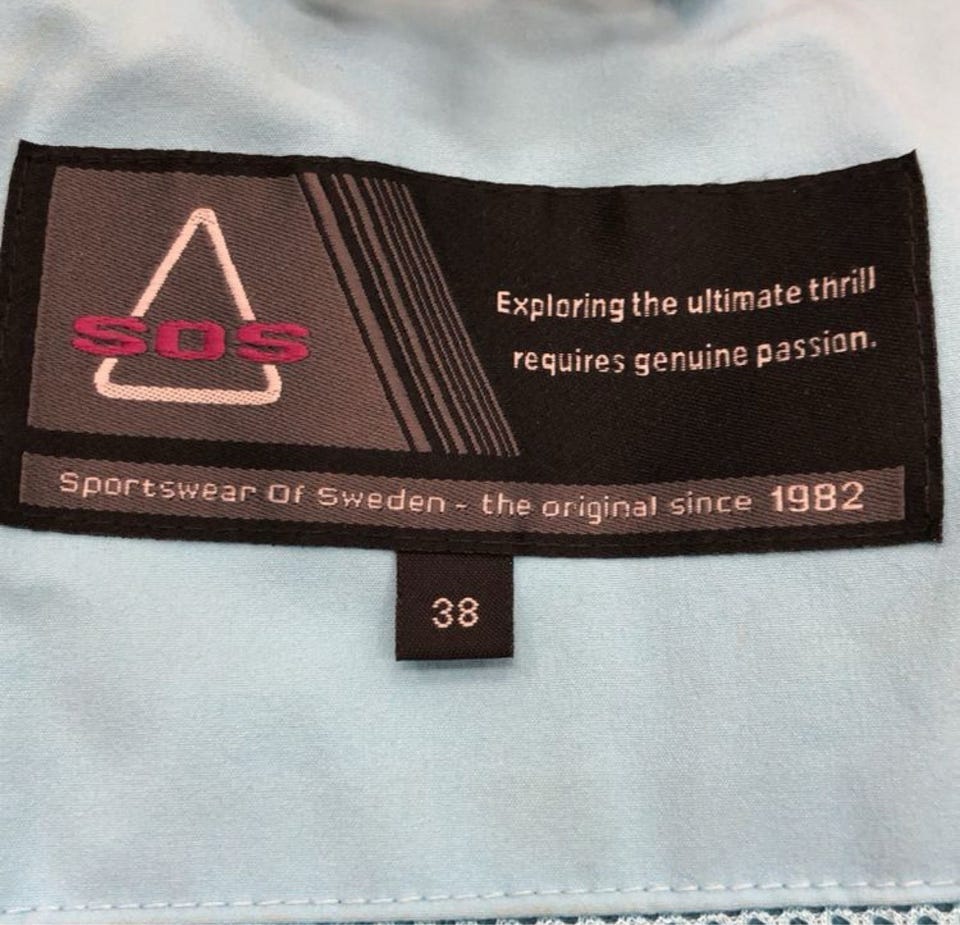 SOS
Exploring the ultimate thrill
requires genuine passion.
Sportswear Of Sweden - the original since 1982
38